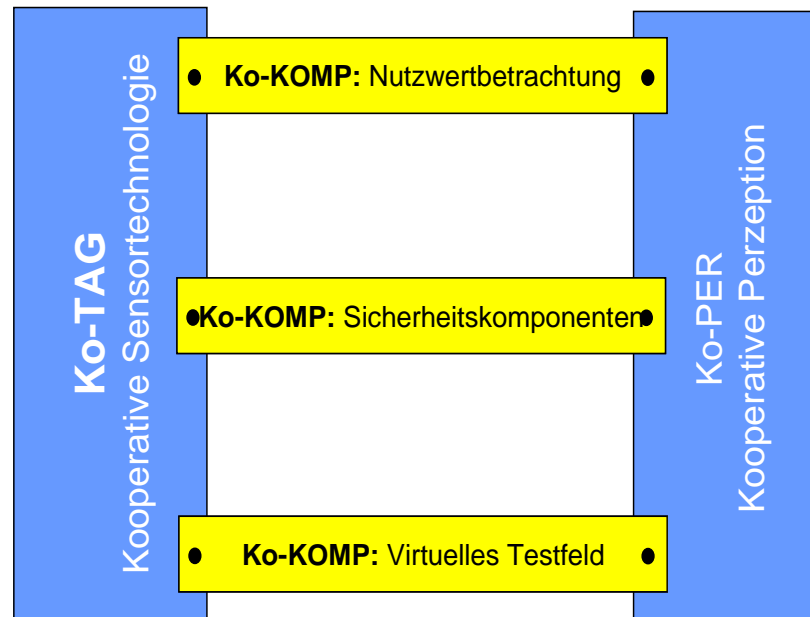 Ko-TAG
Kooperative Sensortechnologie
Ko-KOMP: Nutzwertbetrachtung
Ko-KOMP: Sicherheitskomponenten
Ko-KOMP: Virtuelles Testfeld
Ko-PER
Kooperative Perzeption